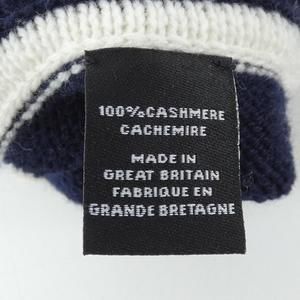 100%CASHMERE
CACHEMIRE
MADE IN
GREAT BRITAIN
FABRIQUE EN
GRANDE BRETAGNE